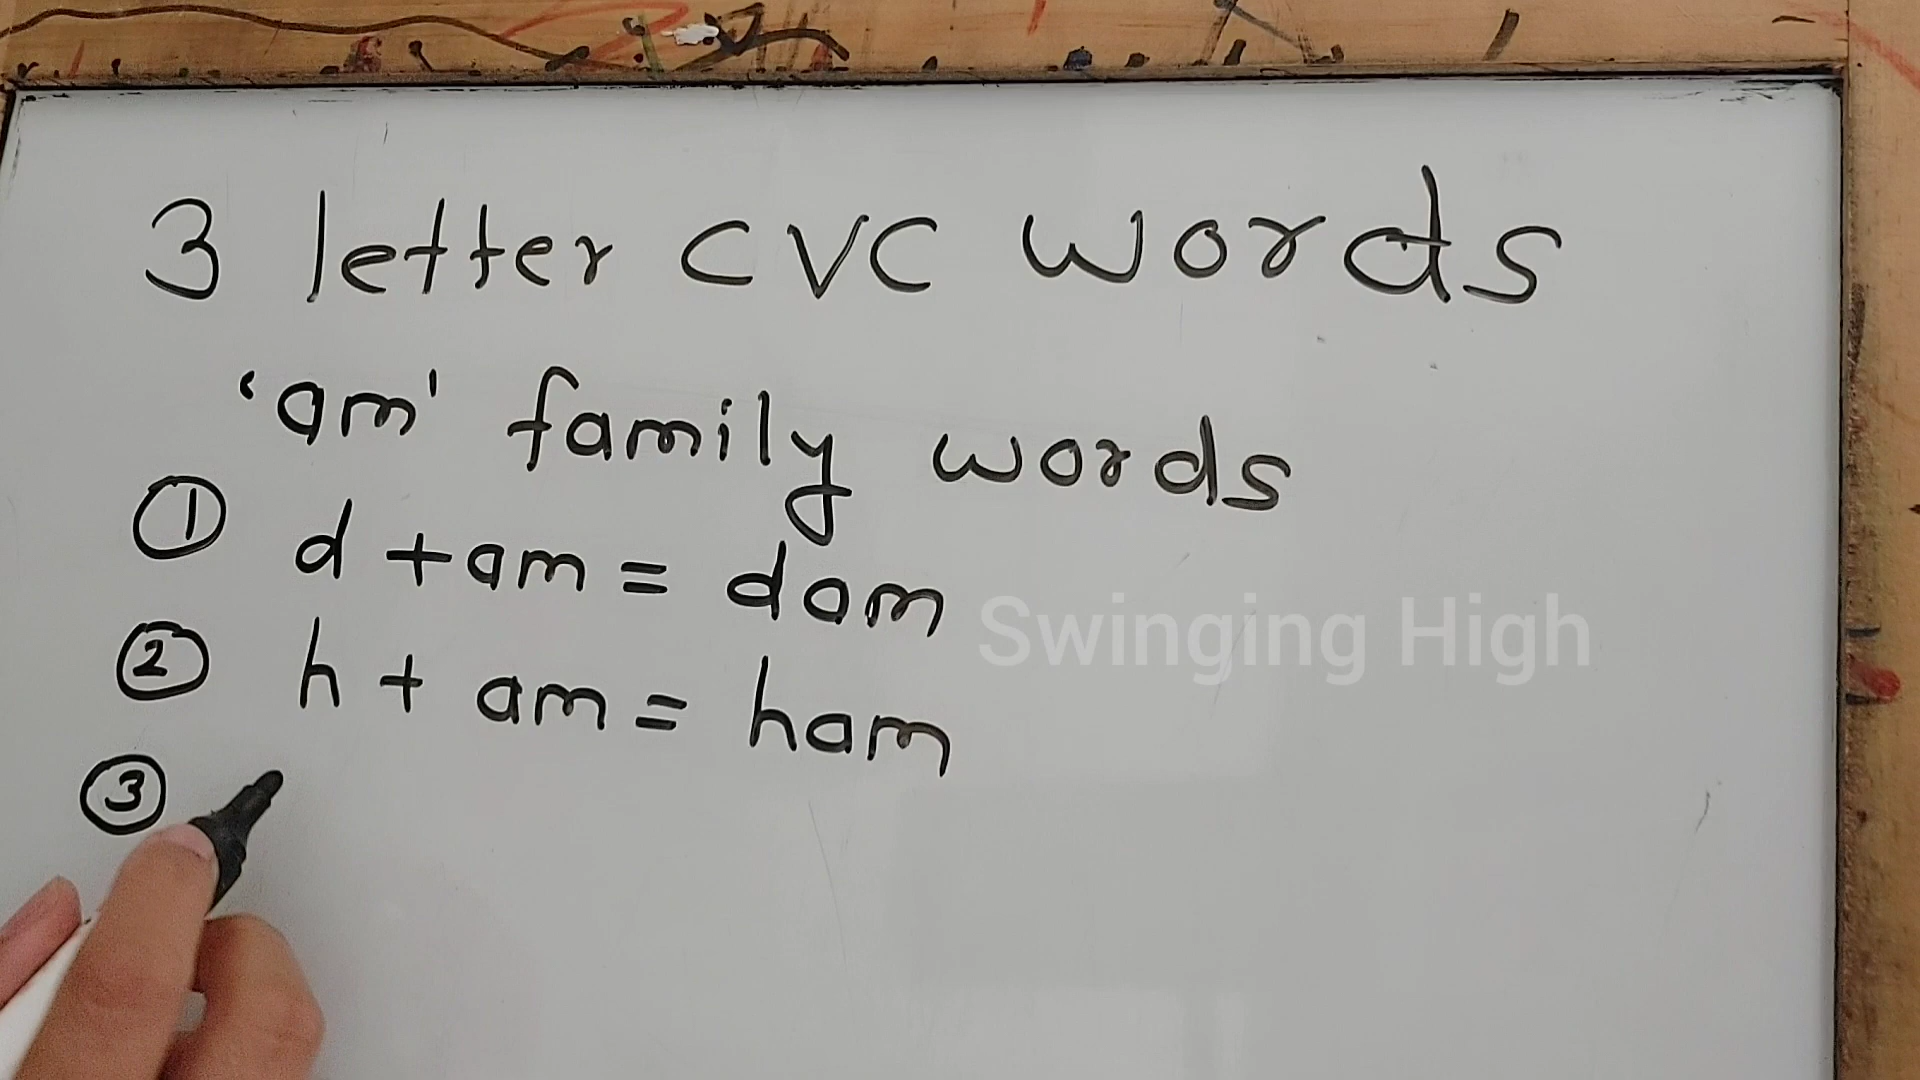 3 letter CVC words
'am' family words
① d + am = dam
② h + am = ham
③
Swinging High